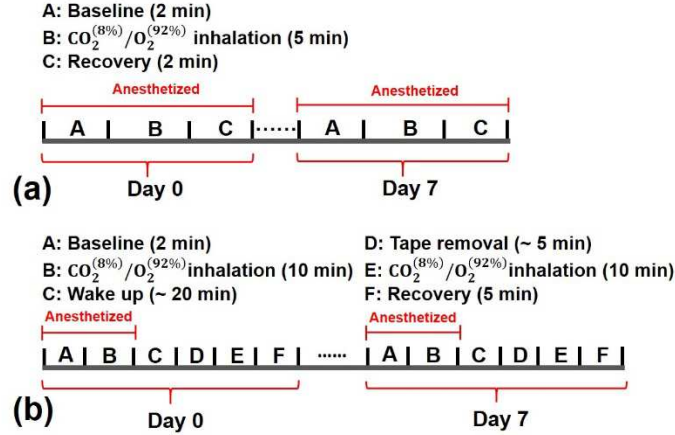 A: Baseline (2 min)
B: CO₂⁽⁸%⁾/O₂⁽⁹²%⁾ inhalation (5 min)
C: Recovery (2 min)
Anesthetized Anesthetized
A B C ...... A B C
Day 0 Day 7
(a)
A: Baseline (2 min) D: Tape removal (~ 5 min)
B: CO₂⁽⁸%⁾/O₂⁽⁹²%⁾ inhalation (10 min) E: CO₂⁽⁸%⁾/O₂⁽⁹²%⁾ inhalation (10 min)
C: Wake up (~ 20 min) F: Recovery (5 min)
Anesthetized Anesthetized
A B C D E F ...... A B C D E F
Day 0 Day 7
(b)